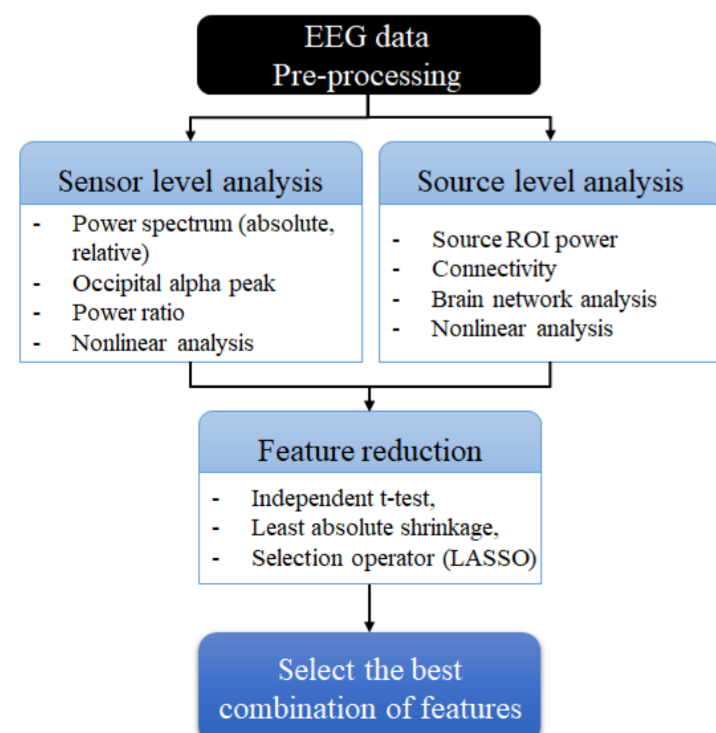 EEG data
Pre-processing
Sensor level analysis
- Power spectrum (absolute,
relative)
- Occipital alpha peak
- Power ratio
- Nonlinear analysis
Source level analysis
- Source ROI power
- Connectivity
- Brain network analysis
- Nonlinear analysis
Feature reduction
- Independent t-test,
- Least absolute shrinkage,
- Selection operator (LASSO)
Select the best
combination of features